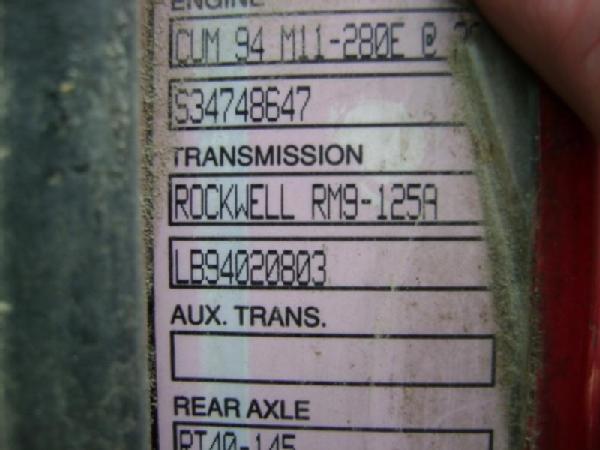 ENGINE
CUM 94 M11-280E @
S34748647
TRANSMISSION
ROCKWELL RM9-125A
LB94020803
AUX. TRANS.
REAR AXLE
RT40-145